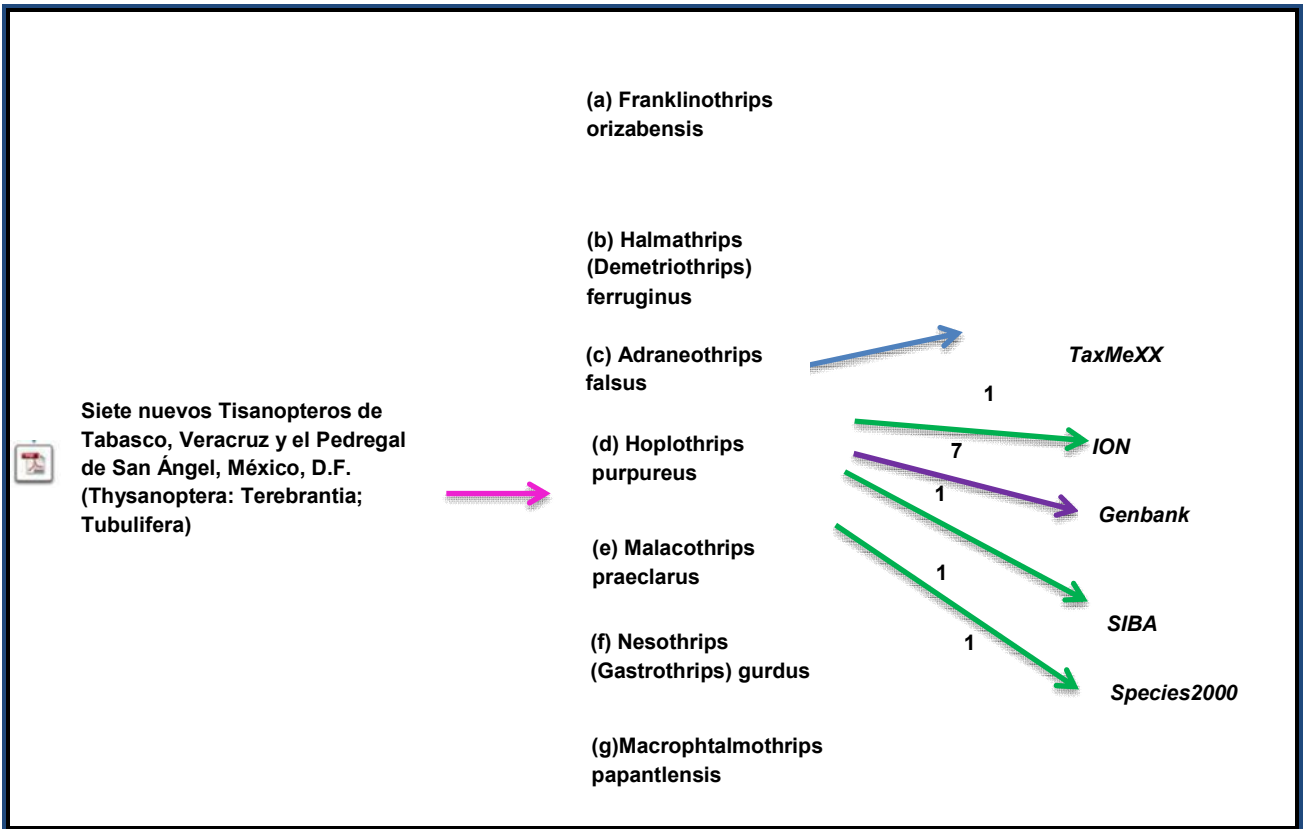 (a) Franklinothrips
orizabensis
(b) Halmathrips
(Demetriothrips)
ferruginus
(c) Adraneothrips
falsus
TaxMeXX
1
Siete nuevos Tisanopteros de
Tabasco, Veracruz y el Pedregal
de San Ángel, México, D.F.
(Thysanoptera: Terebrantia;
Tubulifera)
(d) Hoplothrips
purpureus
7
ION
1
Genbank
(e) Malacothrips
praeclarus
1
SIBA
(f) Nesothrips
(Gastrothrips) gurdus
1
Species2000
(g)Macrophtalmothrips
papantlensis